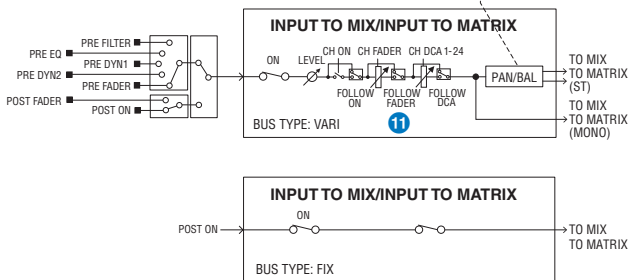 INPUT TO MIX/INPUT TO MATRIX
PRE FILTER
PRE EQ
PRE DYN1
PRE DYN2
PRE FADER
POST FADER
POST ON
ON
LEVEL
CH ON
CH FADER
CH DCA 1-24
FOLLOW ON
FOLLOW FADER
FOLLOW DCA
11
PAN/BAL
TO MIX
TO MATRIX
(ST)
TO MIX
TO MATRIX
(MONO)
BUS TYPE: VARI
INPUT TO MIX/INPUT TO MATRIX
ON
POST ON
TO MIX
TO MATRIX
BUS TYPE: FIX